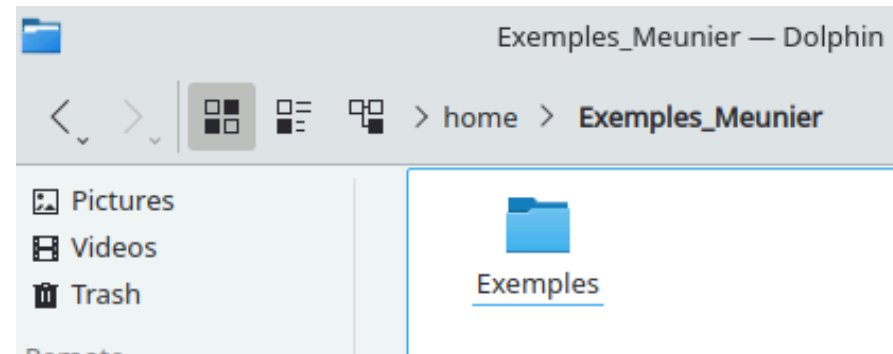 Exemples_Meunier — Dolphin
> home > Exemples_Meunier
Pictures
Videos
Trash
Exemples